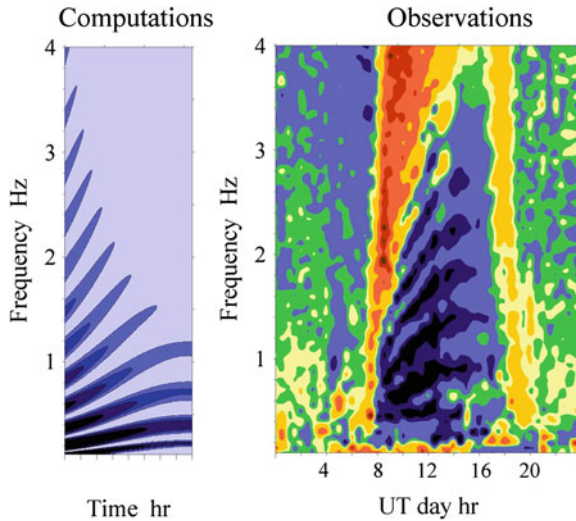 Computations
Observations
4
3
2
1
Frequency Hz
Time hr
4
3
2
1
Frequency Hz
4 8 12 16 20
UT day hr